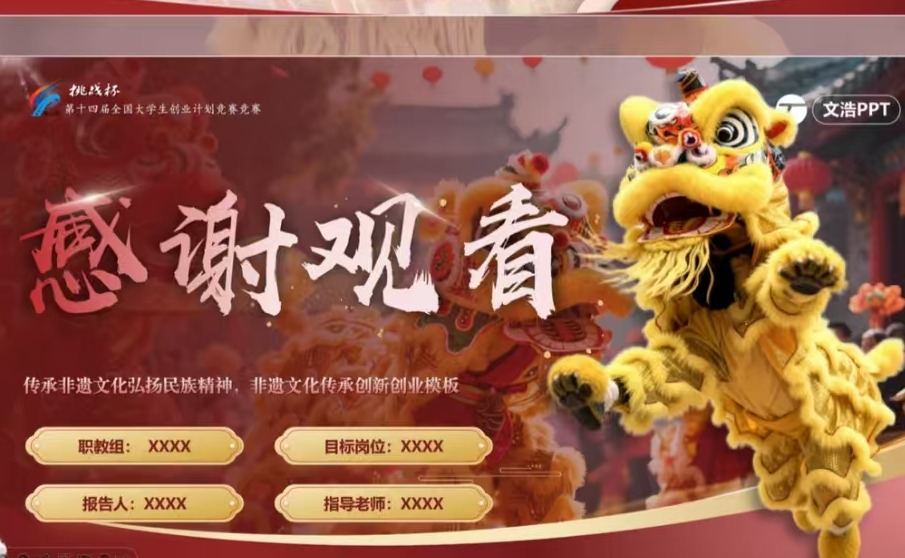 挑战杯
第十四届全国大学生创业计划竞赛竞赛
文浩PPT
感谢观看
传承非遗文化弘扬民族精神,非遗文化传承创新创业模板
职教组: XXXX
目标岗位: XXXX
报告人: XXXX
指导老师: XXXX